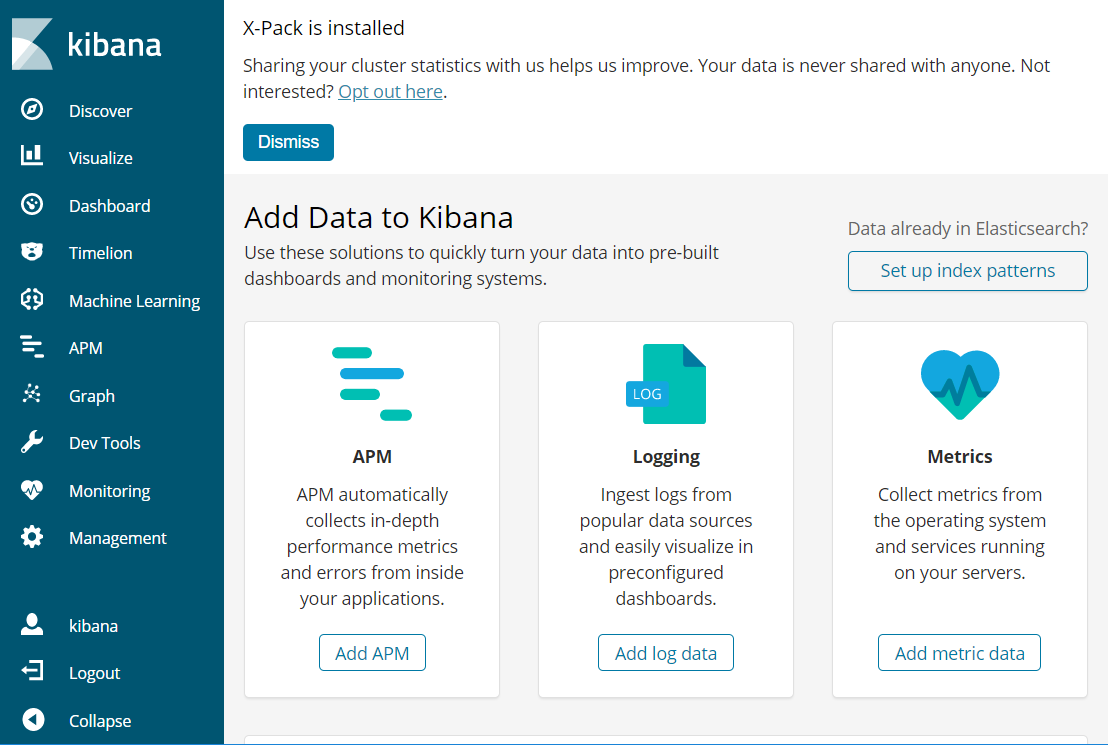 kibana
Discover
Visualize
Dashboard
Timelion
Machine Learning
APM
Graph
Dev Tools
Monitoring
Management
kibana
Logout
Collapse
X-Pack is installed
Sharing your cluster statistics with us helps us improve. Your data is never shared with anyone. Not
interested? Opt out here.
Dismiss
Add Data to Kibana
Use these solutions to quickly turn your data into pre-built
dashboards and monitoring systems.
Data already in Elasticsearch?
Set up index patterns
APM
APM automatically
collects in-depth
performance metrics
and errors from inside
your applications.
Add APM
LOG
Logging
Ingest logs from
popular data sources
and easily visualize in
preconfigured
dashboards.
Add log data
Metrics
Collect metrics from
the operating system
and services running
on your servers.
Add metric data